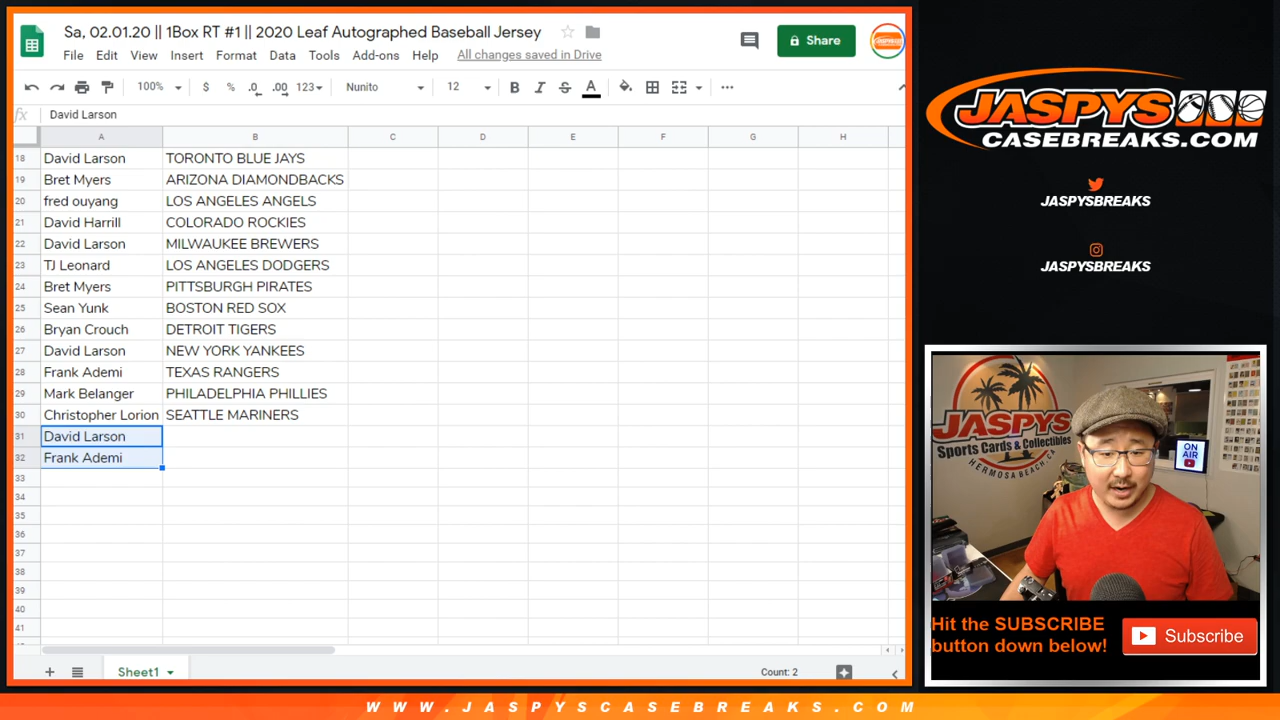 Sa, 02.01.20 || 1Box RT #1 || 2020 Leaf Autographed Baseball Jersey
File Edit View Insert Format Data Tools Add-ons Help All changes saved in Drive
Share
100% $ % .0 .00 123 Nunito 12 B I S A
fx David Larson
A B C D E F G H
18 David Larson TORONTO BLUE JAYS
19 Bret Myers ARIZONA DIAMONDBACKS
20 fred ouyang LOS ANGELES ANGELS
21 David Harrill COLORADO ROCKIES
22 David Larson MILWAUKEE BREWERS
23 TJ Leonard LOS ANGELES DODGERS
24 Bret Myers PITTSBURGH PIRATES
25 Sean Yunk BOSTON RED SOX
26 Bryan Crouch DETROIT TIGERS
27 David Larson NEW YORK YANKEES
28 Frank Ademi TEXAS RANGERS
29 Mark Belanger PHILADELPHIA PHILLIES
30 Christopher Lorion SEATTLE MARINERS
31 David Larson
32 Frank Ademi
33
34
35
36
37
38
39
40
41
Sheet1
Count: 2
JASPYS
CASEBREAKS.COM
JASPYSBREAKS
JASPYSBREAKS
JASPYS
Sports Cards & Collectibles
HERMOSA BEACH, CA
ON
AIR
Hit the SUBSCRIBE
button down below!
Subscribe
WWW.JASPYSCASEBREAKS.COM